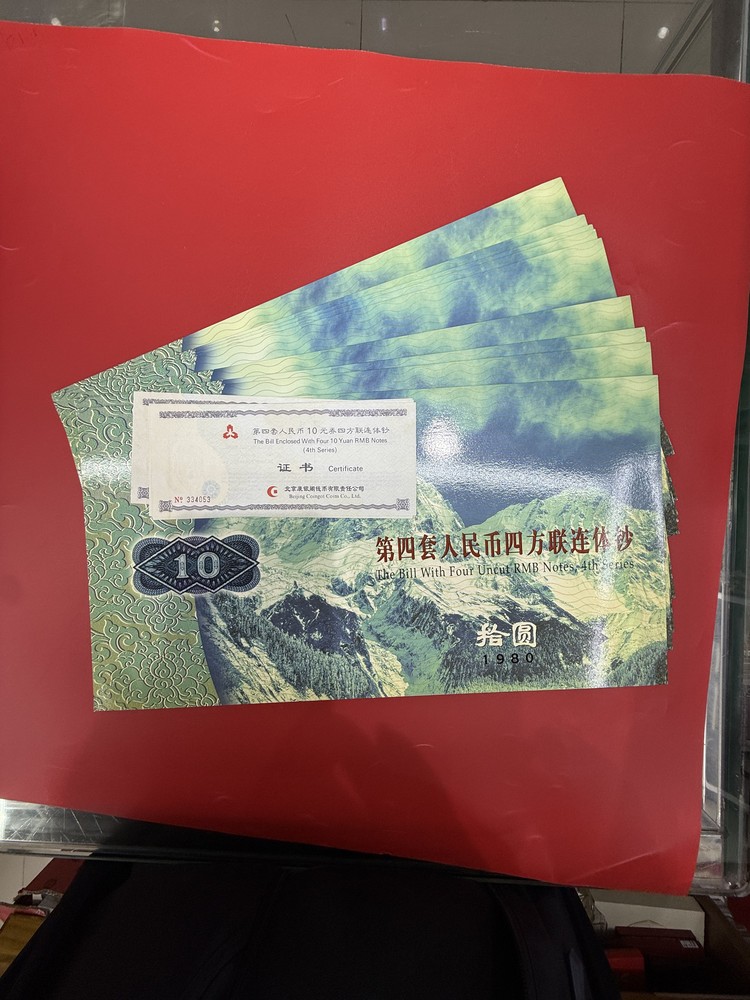 第四套人民币 10 元券四方联连体钞
The Bill Enclosed With Four 10 Yuan RMB Notes
(4th Series)
证 书 Certificate
Nº 334053
北京康银阁钱币有限责任公司
Beijing Coingot Coins Co., Ltd.
10
第四套人民币四方联连体钞
The Bill With Four Uncut RMB Notes, 4th Series
拾圆
1980